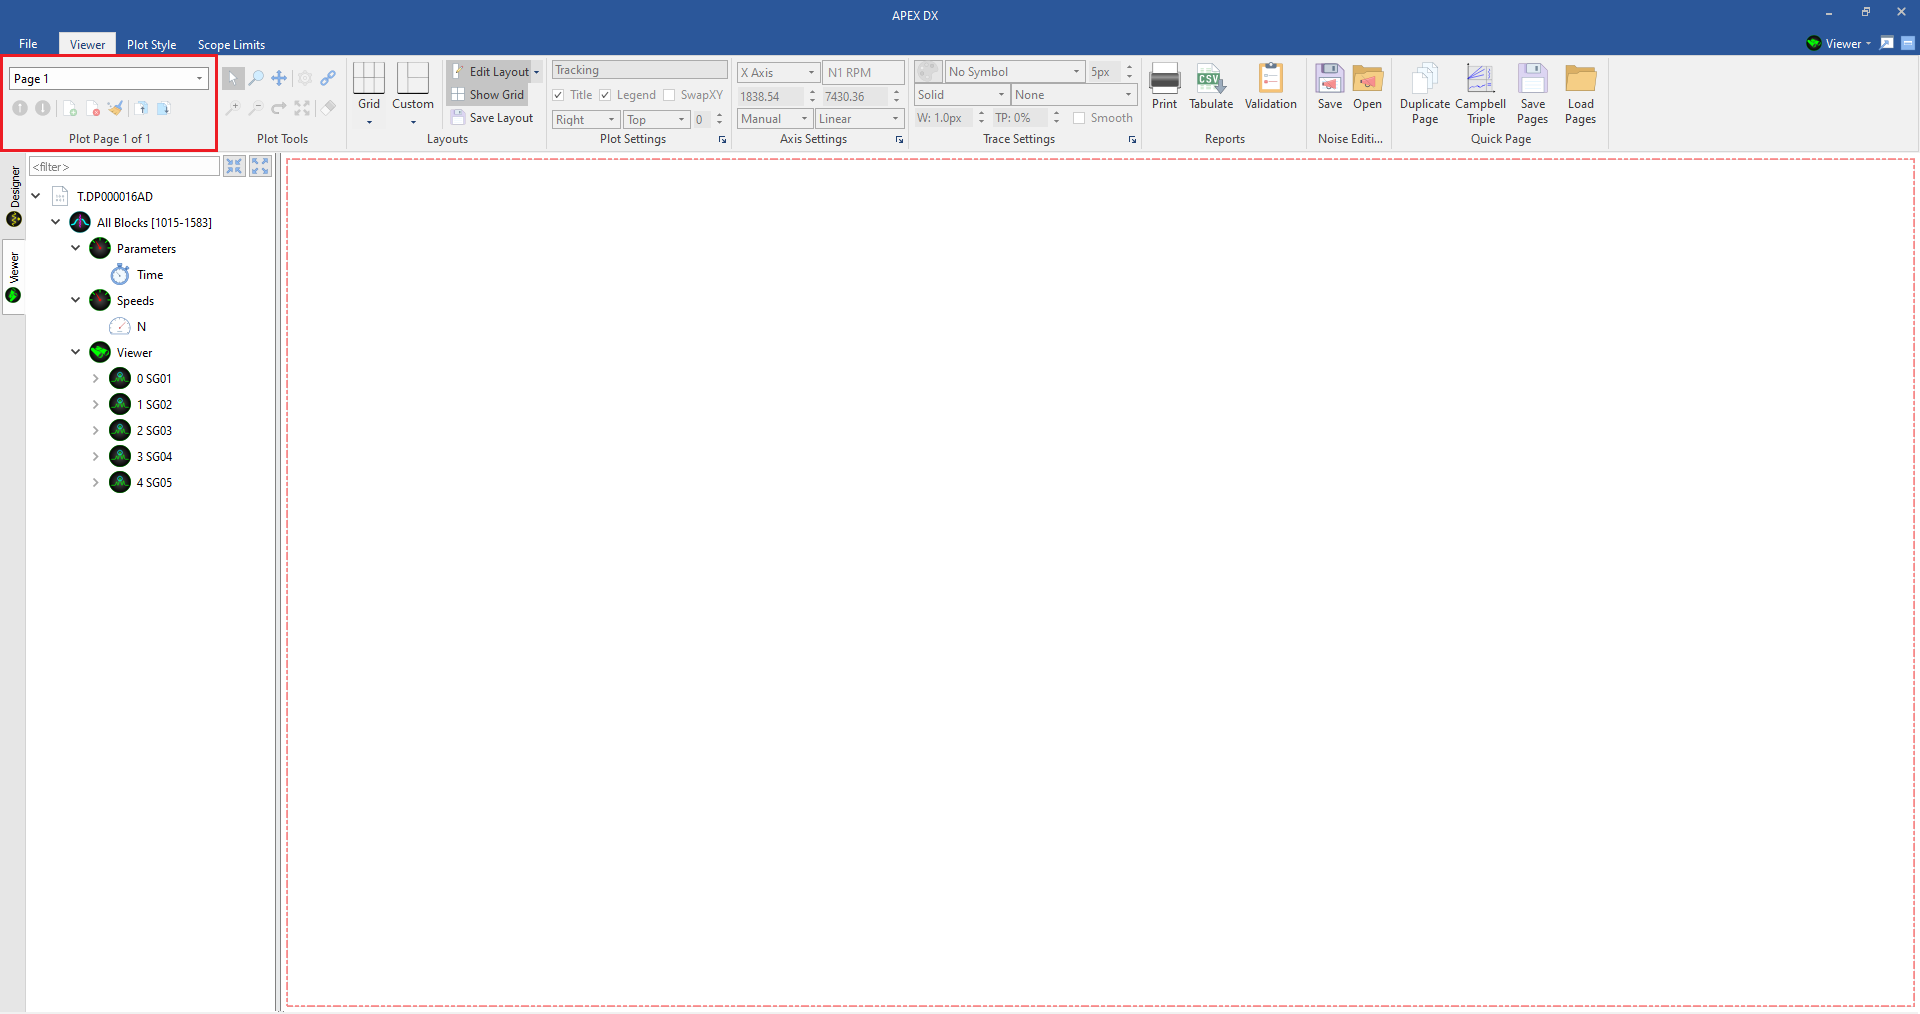 APEX DX
File Viewer Plot Style Scope Limits Viewer
Page 1
Plot Page 1 of 1
Plot Tools
Grid
Custom
Edit Layout
Show Grid
Save Layout
Layouts
Tracking
Title Legend SwapXY
Right Top 0
Plot Settings
X Axis N1 RPM
1838.54 7430.36
Manual Linear
Axis Settings
No Symbol 5px
Solid None
W: 1.0px TP: 0% Smooth
Trace Settings
Print
CSV
Tabulate
Validation
Reports
Save Open
Noise Editi...
Duplicate
Page
Campbell
Triple
Save
Pages
Load
Pages
Quick Page
Designer
Viewer
<filter>
T.DP000016AD
All Blocks [1015-1583]
Parameters
Time
Speeds
N
Viewer
0 SG01
1 SG02
2 SG03
3 SG04
4 SG05